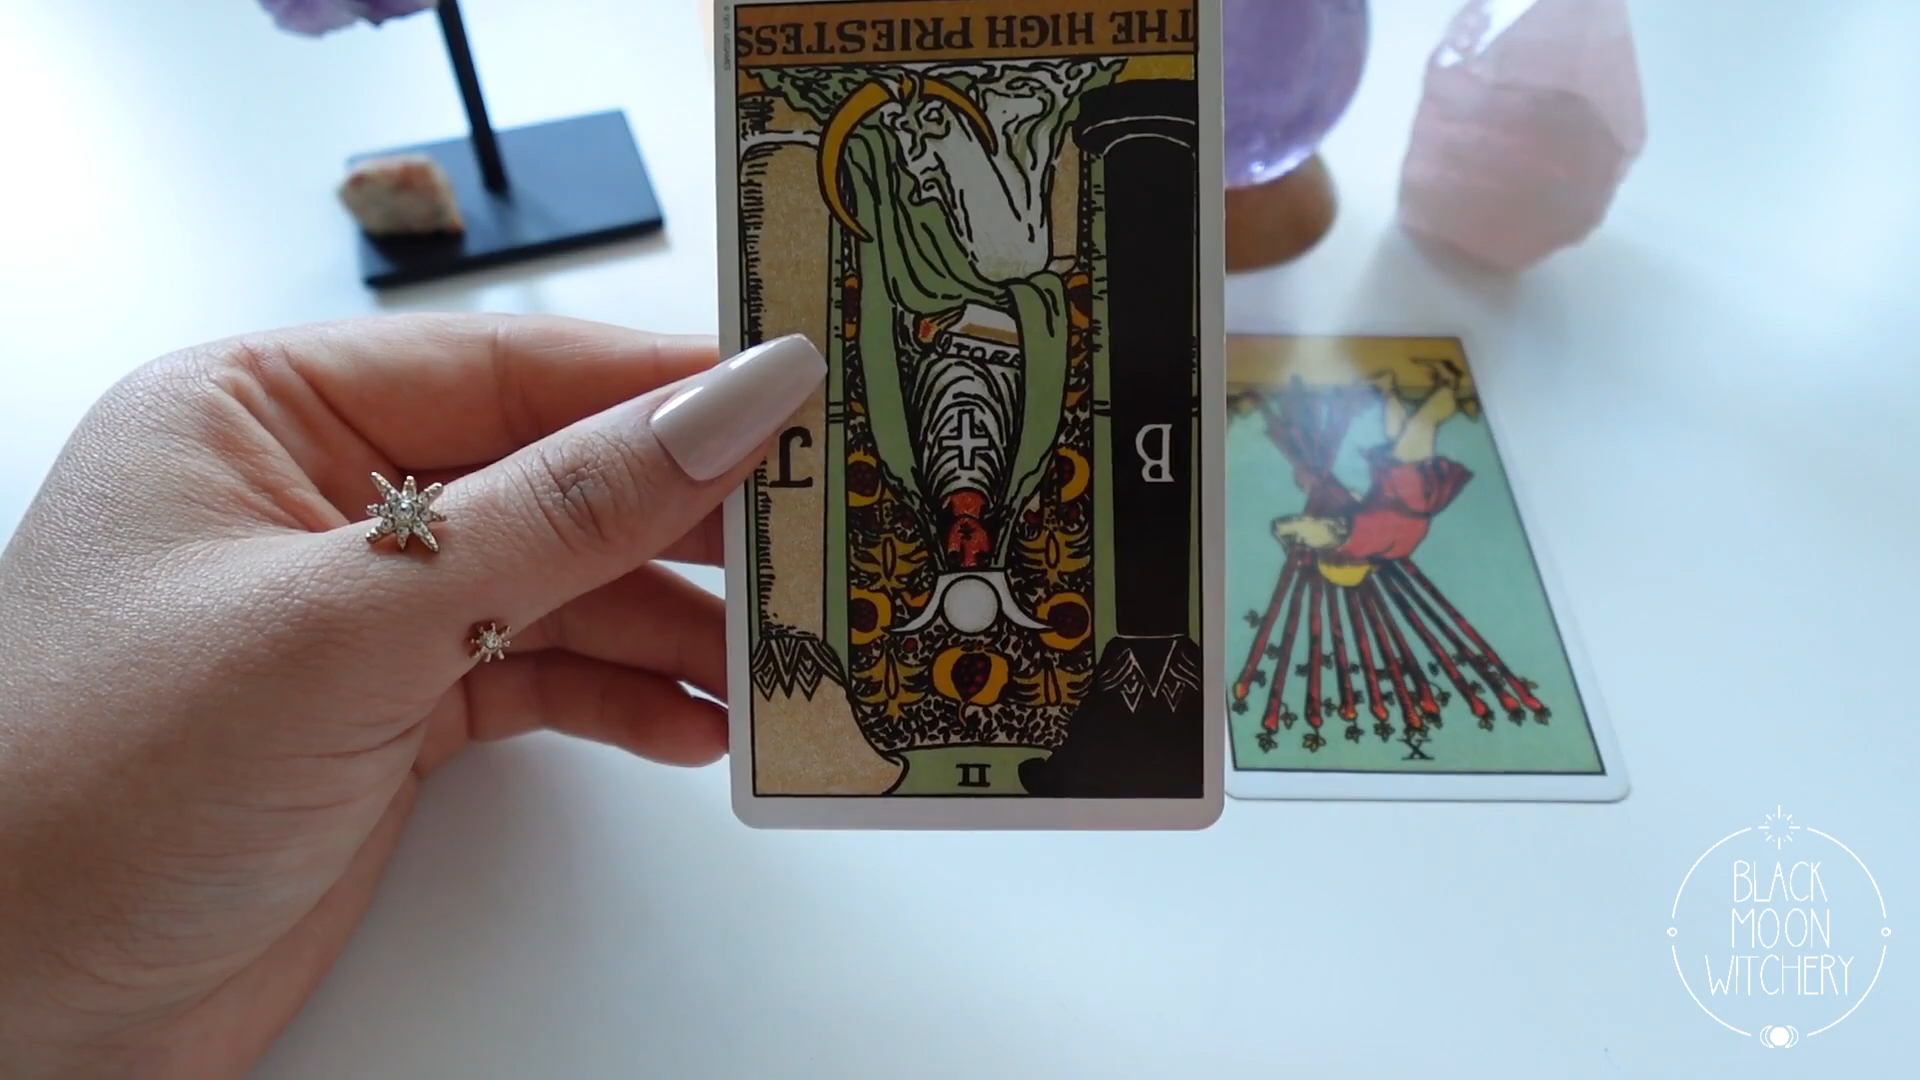 THE HIGH PRIESTESS
TORA
J
B
II
X
BLACK
MOON
WITCHERY